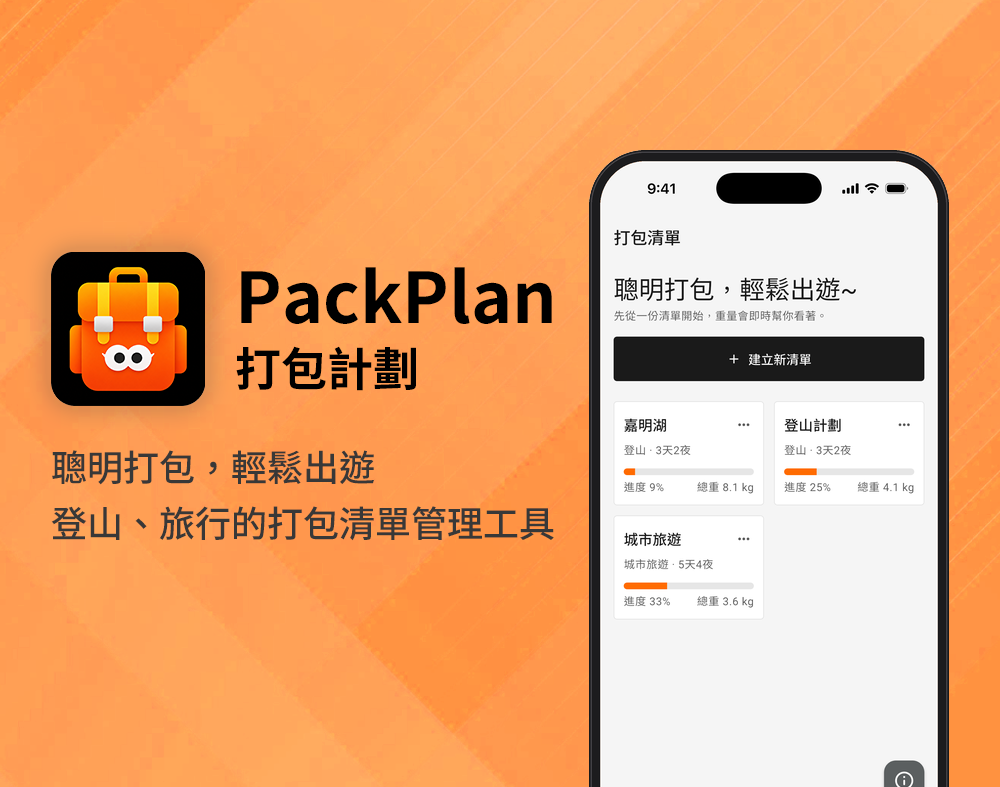 PackPlan
打包計劃
聰明打包，輕鬆出遊
登山、旅行的打包清單管理工具
9:41
打包清單
聰明打包，輕鬆出遊~
先從一份清單開始，重量會即時幫你看著。
+ 建立新清單
嘉明湖
登山 · 3天2夜
進度 9% 總重 8.1 kg
登山計劃
登山 · 3天2夜
進度 25% 總重 4.1 kg
城市旅遊
城市旅遊 · 5天4夜
進度 33% 總重 3.6 kg